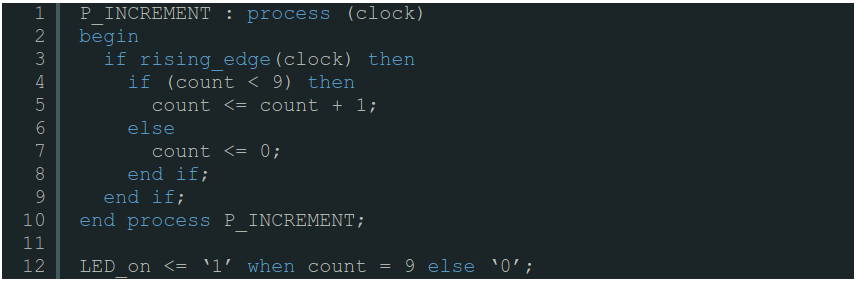 1 P_INCREMENT : process (clock)
2 begin
3 if rising_edge(clock) then
4 if (count < 9) then
5 count <= count + 1;
6 else
7 count <= 0;
8 end if;
9 end if;
10 end process P_INCREMENT;
11
12 LED_on <= ‘1’ when count = 9 else ‘0’;